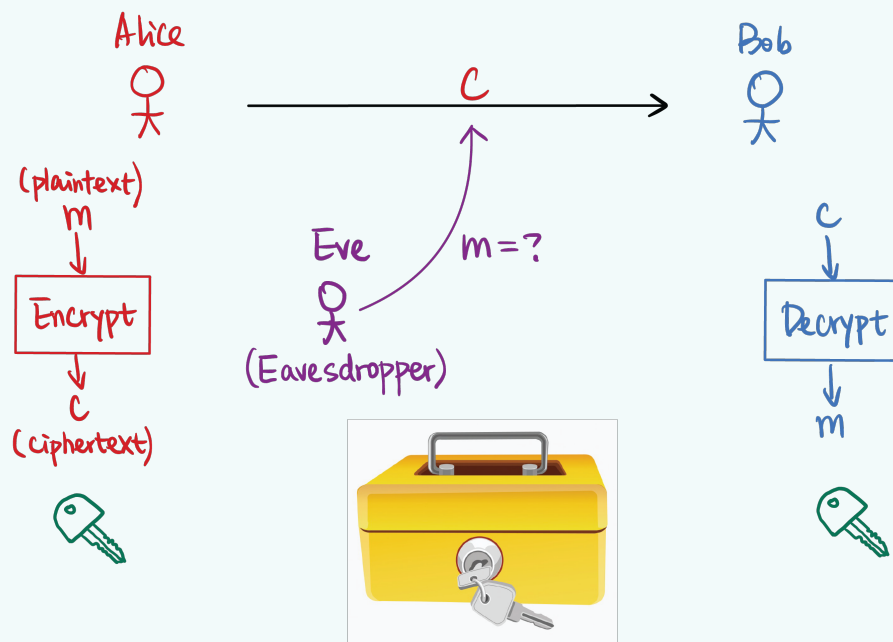 Alice
C
Bob
(plaintext)
m
Encrypt
C
(ciphertext)
Eve
m=?
(Eavesdropper)
C
Decrypt
m